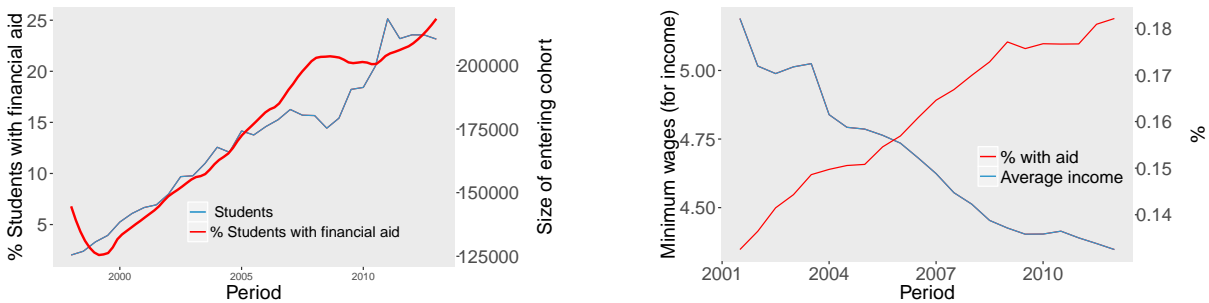 % Students with financial aid
25
20
15
10
5
200000
175000
150000
125000
Size of entering cohort
Students
% Students with financial aid
2000
2005
2010
Period
Minimum wages (for income)
5.00
4.75
4.50
0.18
0.17
0.16
0.15
0.14
%
% with aid
Average income
2001
2004
2007
2010
Period